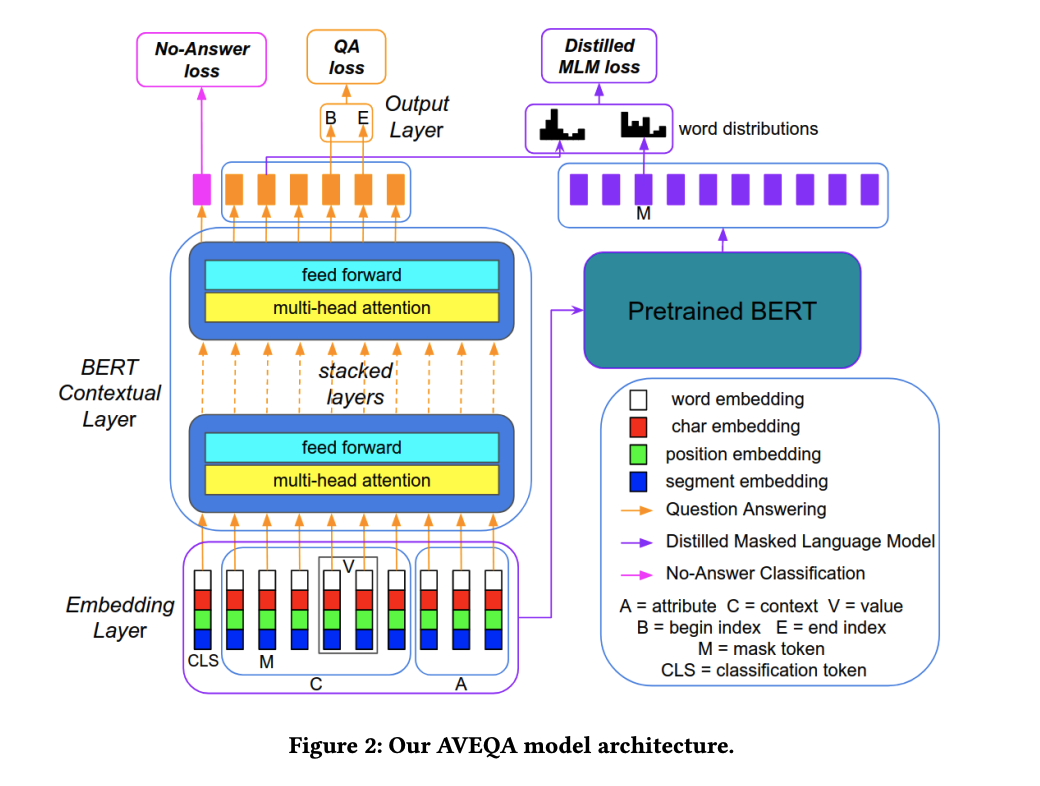 No-Answer
loss
QA
loss
Distilled
MLM loss
B E
Output
Layer
word distributions
M
feed forward
multi-head attention
Pretrained BERT
BERT
Contextual
Layer
stacked
layers
feed forward
multi-head attention
word embedding
char embedding
position embedding
segment embedding
Question Answering
Distilled Masked Language Model
No-Answer Classification
A = attribute C = context V = value
B = begin index E = end index
M = mask token
CLS = classification token
Embedding
Layer
V
CLS
M
C
A
Figure 2: Our AVEQA model architecture.